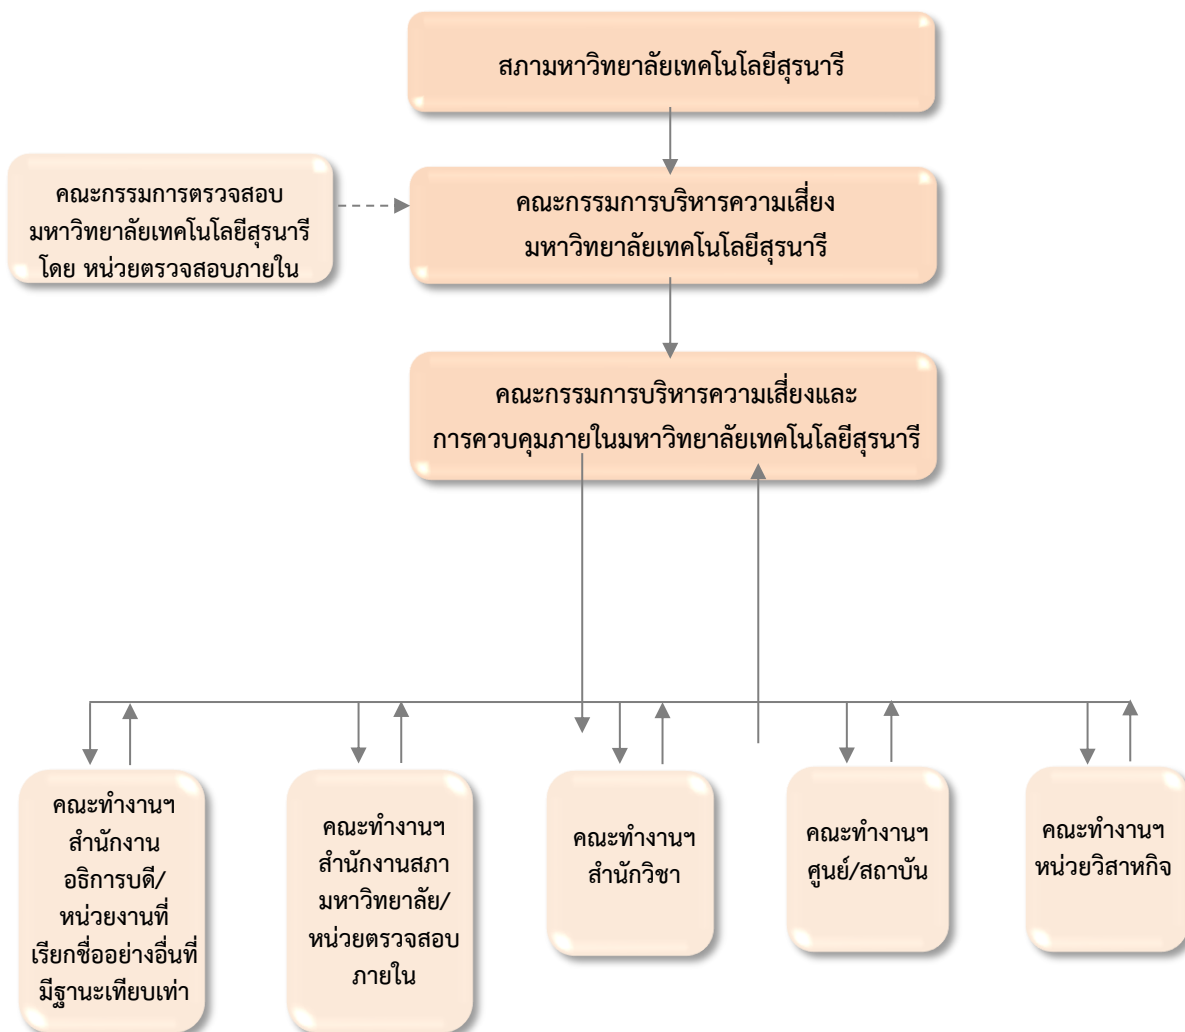 สภามหาวิทยาลัยเทคโนโลยีสุรนารี
คณะกรรมการตรวจสอบ
มหาวิทยาลัยเทคโนโลยีสุรนารี
โดย หน่วยตรวจสอบภายใน
คณะกรรมการบริหารความเสี่ยง
มหาวิทยาลัยเทคโนโลยีสุรนารี
คณะกรรมการบริหารความเสี่ยงและ
การควบคุมภายในมหาวิทยาลัยเทคโนโลยีสุรนารี
คณะทำงานฯ
สำนักงาน
อธิการบดี/
หน่วยงานที่
เรียกชื่ออย่างอื่นที่
มีฐานะเทียบเท่า
คณะทำงานฯ
สำนักงานสภา
มหาวิทยาลัย/
หน่วยตรวจสอบ
ภายใน
คณะทำงานฯ
สำนักวิชา
คณะทำงานฯ
ศูนย์/สถาบัน
คณะทำงานฯ
หน่วยวิสาหกิจ